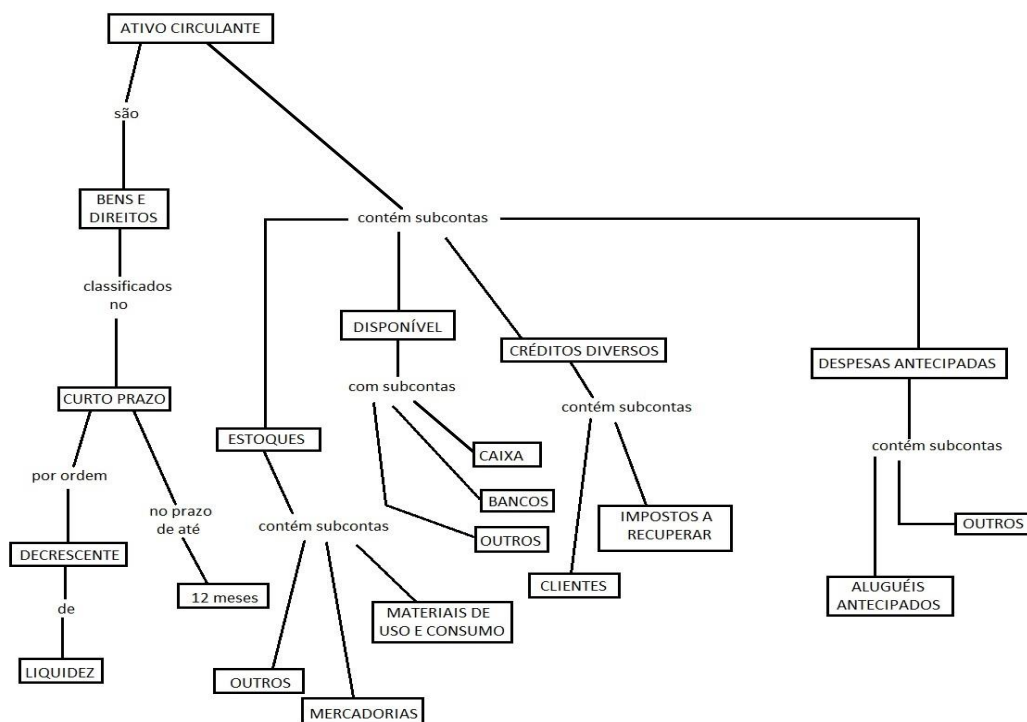 ATIVO CIRCULANTE
são
BENS E
DIREITOS
classificados
no
CURTO PRAZO
por ordem
DECRESCENTE
de
LIQUIDEZ
no prazo
de até
12 meses
contém subcontas
ESTOQUES
contém subcontas
OUTROS
MERCADORIAS
MATERIAIS DE
USO E CONSUMO
DISPONÍVEL
com subcontas
CAIXA
BANCOS
OUTROS
CRÉDITOS DIVERSOS
contém subcontas
CLIENTES
IMPOSTOS A
RECUPERAR
DESPESAS ANTECIPADAS
contém subcontas
ALUGUÉIS
ANTECIPADOS
OUTROS